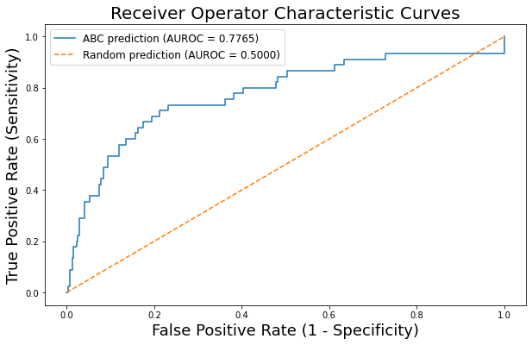 Receiver Operator Characteristic Curves
ABC prediction (AUROC = 0.7765)
Random prediction (AUROC = 0.5000)
True Positive Rate (Sensitivity)
1.0
0.8
0.6
0.4
0.2
0.0
0.0 0.2 0.4 0.6 0.8 1.0
False Positive Rate (1 - Specificity)